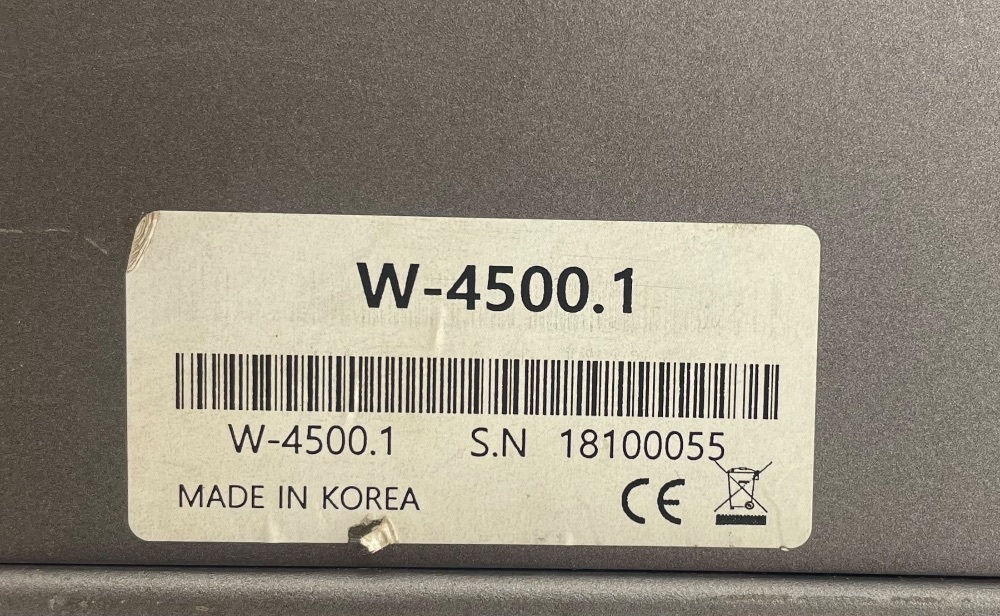 W-4500.1
W-4500.1 S.N 18100055
MADE IN KOREA CE